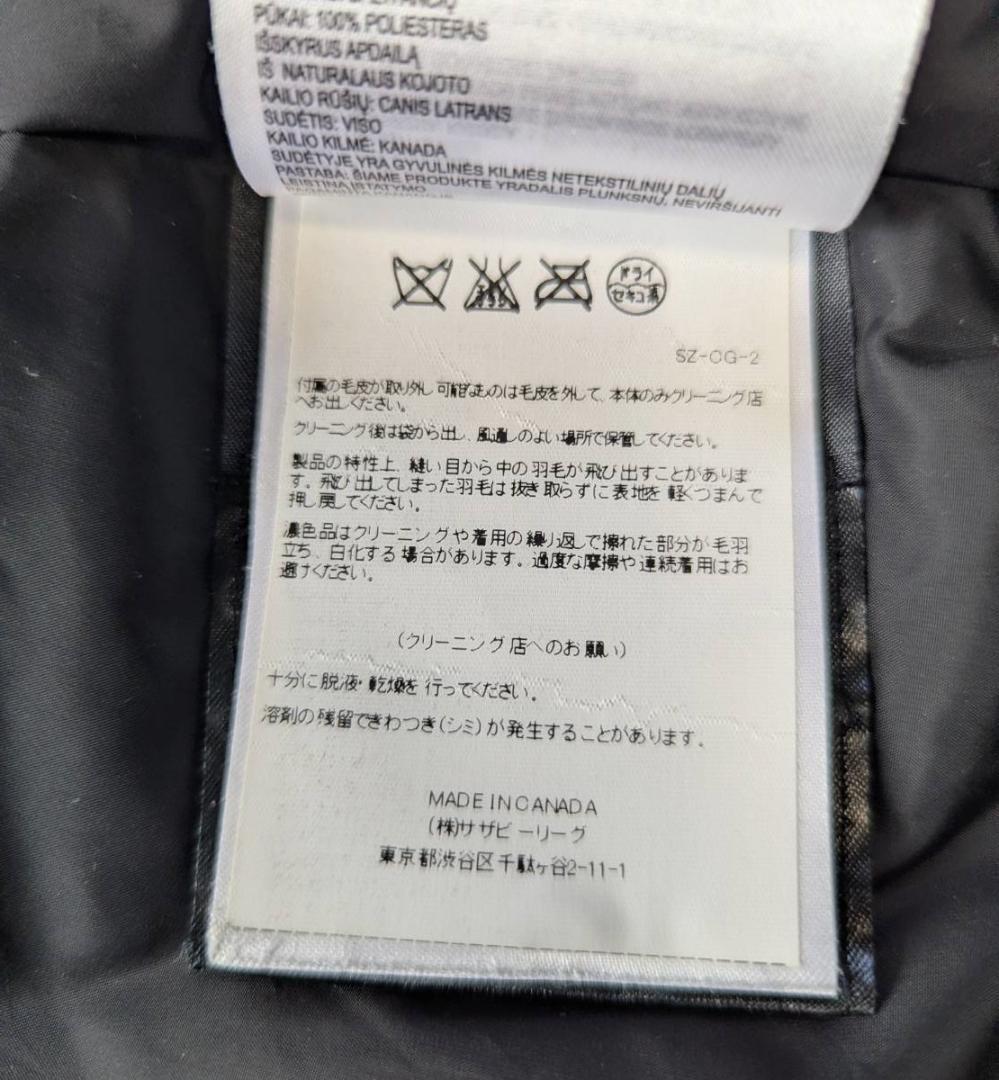 PŪKAI: 100% POLIESTERAS
IŠSKYRUS APDAILĄ
IŠ NATURALAUS KOJOTO
KAILIO RŪŠIŲ: CANIS LATRANS
SUDĖTIS: VISO
KAILIO KILMĖ: KANADA
SUDĖTYJE YRA GYVULINĖS KILMĖS NETEKSTILINIŲ DALIŲ
PASTABA: ŠIAME PRODUKTE YRADALIS PLUNKSNŲ, NEVIRŠIJANTI
LEISTINA ĮSTATYMO
ドライ
セキユ系
SZ-CG-2
付属の毛皮が取り外し可能なものは毛皮を外して、本体のみクリーニング店
へお出しください。
クリーニング後は袋から出し、風通しのよい場所で保管してください。
製品の特性上、縫い目から中の羽毛が飛び出すことがありま
す。飛び出してしまった羽毛は抜き取らずに表地を軽くつまんで
押し戻してください。
濃色品はクリーニングや着用の繰り返しで擦れた部分が毛羽
立ち、白化する場合があります。過度な摩擦や連続着用はお
避けください。
(クリーニング店へのお願い)
十分に脱液・乾燥を行ってください。
溶剤の残留できわつき(シミ)が発生することがあります。
MADE IN CANADA
(株)サザビーリーグ
東京都渋谷区千駄ヶ谷2-11-1